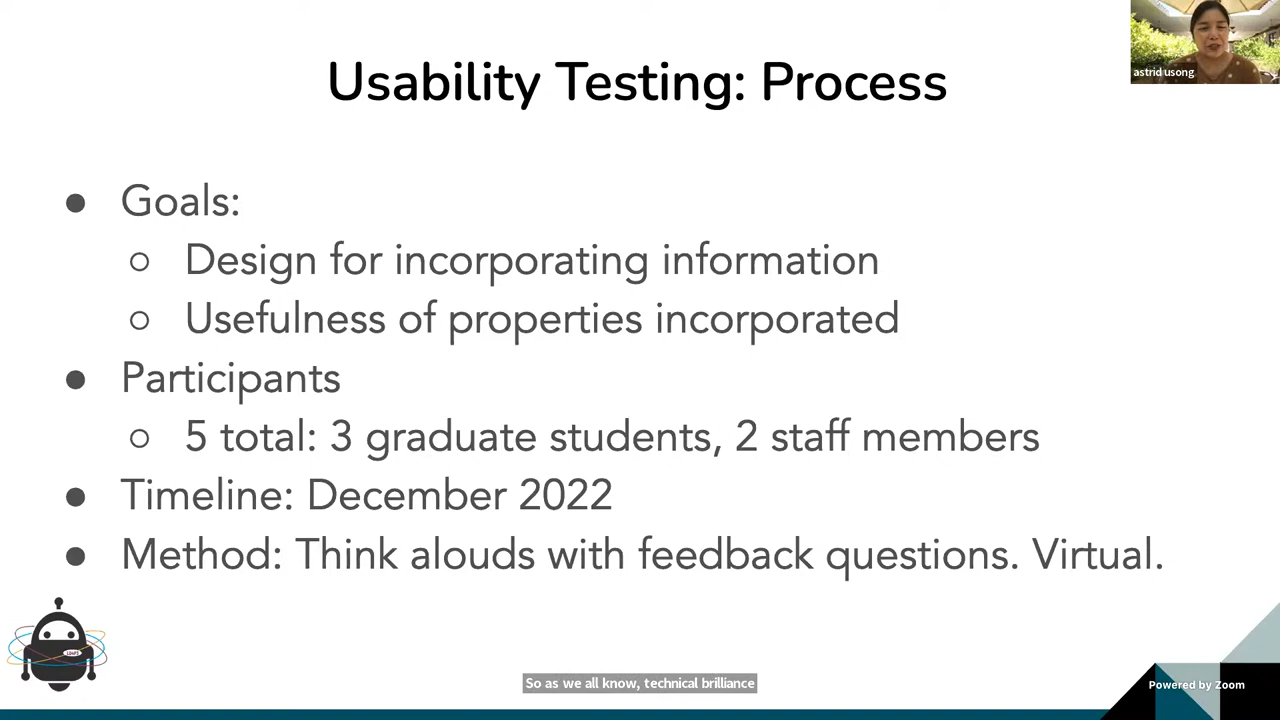 Usability Testing: Process
astrid usong
● Goals:
○ Design for incorporating information
○ Usefulness of properties incorporated
● Participants
○ 5 total: 3 graduate students, 2 staff members
● Timeline: December 2022
● Method: Think alouds with feedback questions. Virtual.
So as we all know, technical brilliance
Powered by Zoom